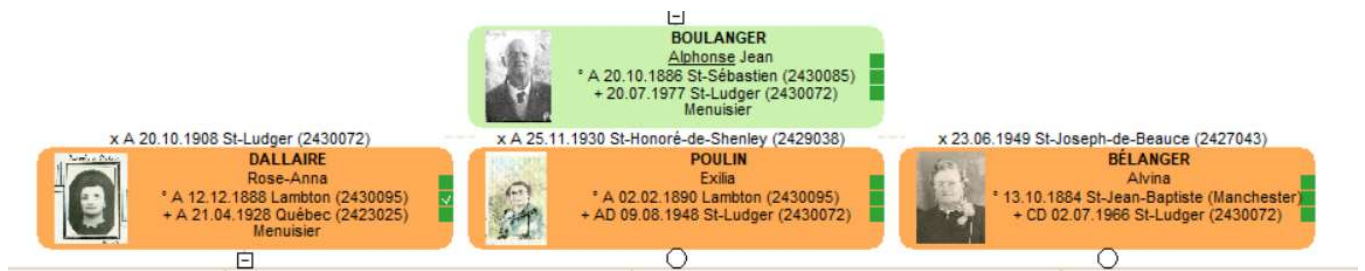 BOULANGER
Alphonse Jean
° A 20.10.1886 St-Sébastien (2430085)
+ 20.07.1977 St-Ludger (2430072)
Menuisier
x A 20.10.1908 St-Ludger (2430072)
x A 25.11.1930 St-Honoré-de-Shenley (2429038)
x 23.06.1949 St-Joseph-de-Beauce (2427043)
DALLAIRE
Rose-Anna
° A 12.12.1888 Lambton (2430095)
+ A 21.04.1928 Québec (2423025)
Menuisier
POULIN
Exilia
° A 02.02.1890 Lambton (2430095)
+ AD 09.08.1948 St-Ludger (2430072)
BÉLANGER
Alvina
° 13.10.1884 St-Jean-Baptiste (Manchester)
+ CD 02.07.1966 St-Ludger (2430072)